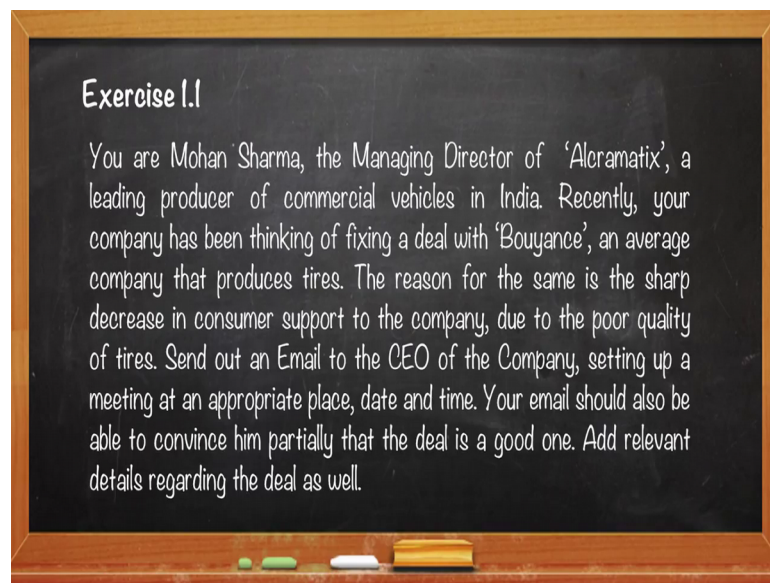 Exercise 1.1
You are Mohan Sharma, the Managing Director of 'Alcramatix', a
leading producer of commercial vehicles in India. Recently, your
company has been thinking of fixing a deal with 'Bouyance', an average
company that produces tires. The reason for the same is the sharp
decrease in consumer support to the company, due to the poor quality
of tires. Send out an Email to the CEO of the Company, setting up a
meeting at an appropriate place, date and time. Your email should also be
able to convince him partially that the deal is a good one. Add relevant
details regarding the deal as well.